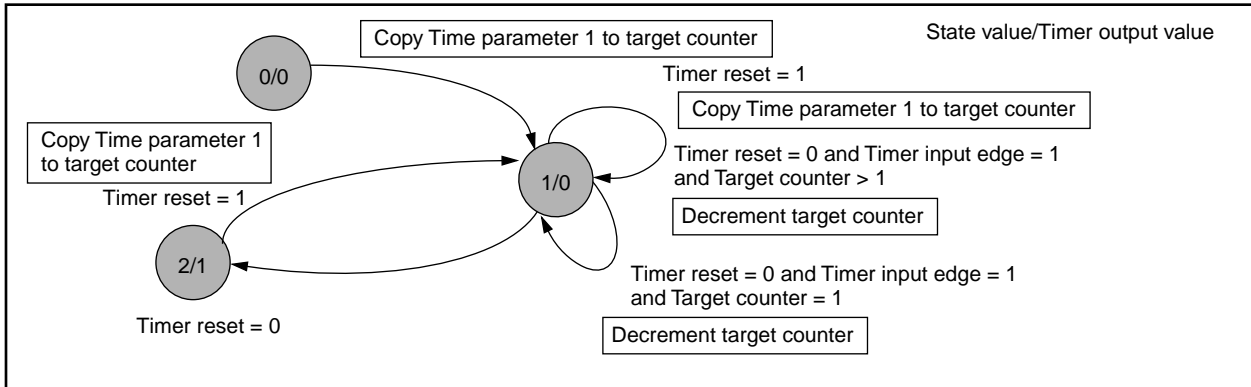 Copy Time parameter 1 to target counter
State value/Timer output value
0/0
Timer reset = 1
Copy Time parameter 1 to target counter
Copy Time parameter 1
to target counter
Timer reset = 0 and Timer input edge = 1
and Target counter > 1
1/0
Timer reset = 1
Decrement target counter
2/1
Timer reset = 0 and Timer input edge = 1
and Target counter = 1
Timer reset = 0
Decrement target counter